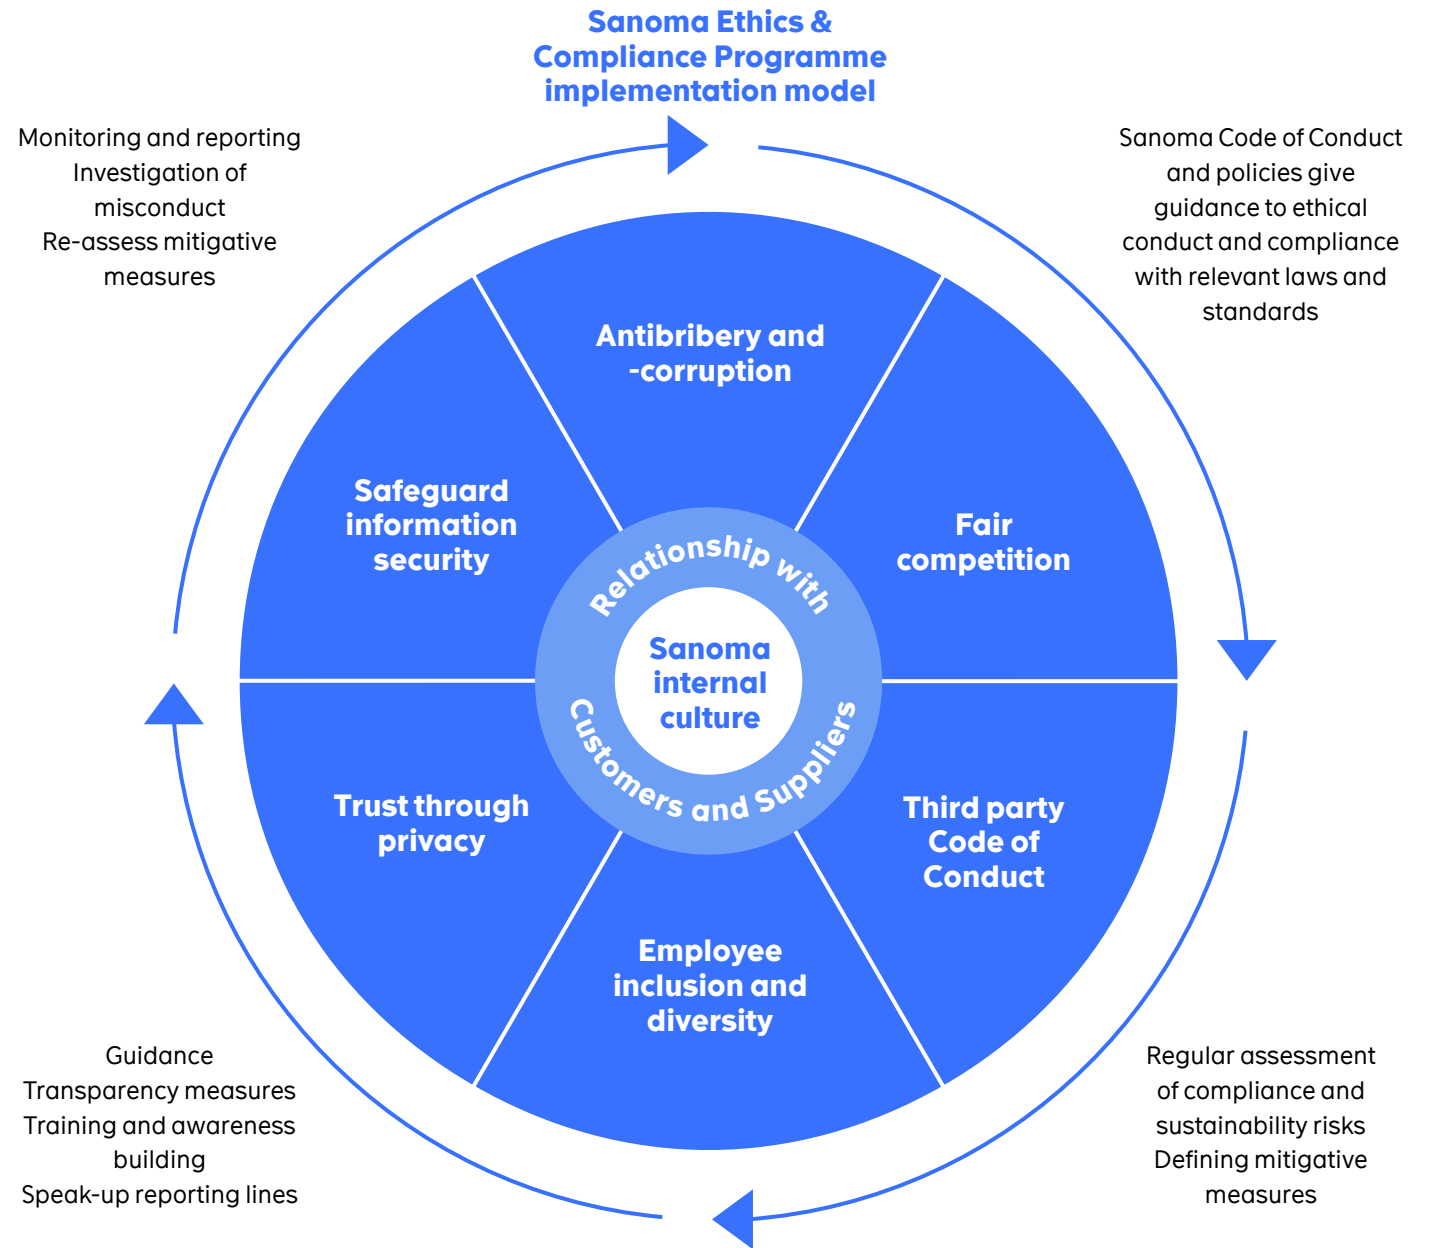 Sanoma Ethics &
Compliance Programme
implementation model
Monitoring and reporting
Investigation of
misconduct
Re-assess mitigative
measures
Sanoma Code of Conduct
and policies give
guidance to ethical
conduct and compliance
with relevant laws and
standards
Antibribery and
-corruption
Safeguard
information
security
Fair
competition
Relationship with
Sanoma
internal
culture
Customers and Suppliers
Trust through
privacy
Third party
Code of
Conduct
Employee
inclusion and
diversity
Guidance
Transparency measures
Training and awareness
building
Speak-up reporting lines
Regular assessment
of compliance and
sustainability risks
Defining mitigative
measures